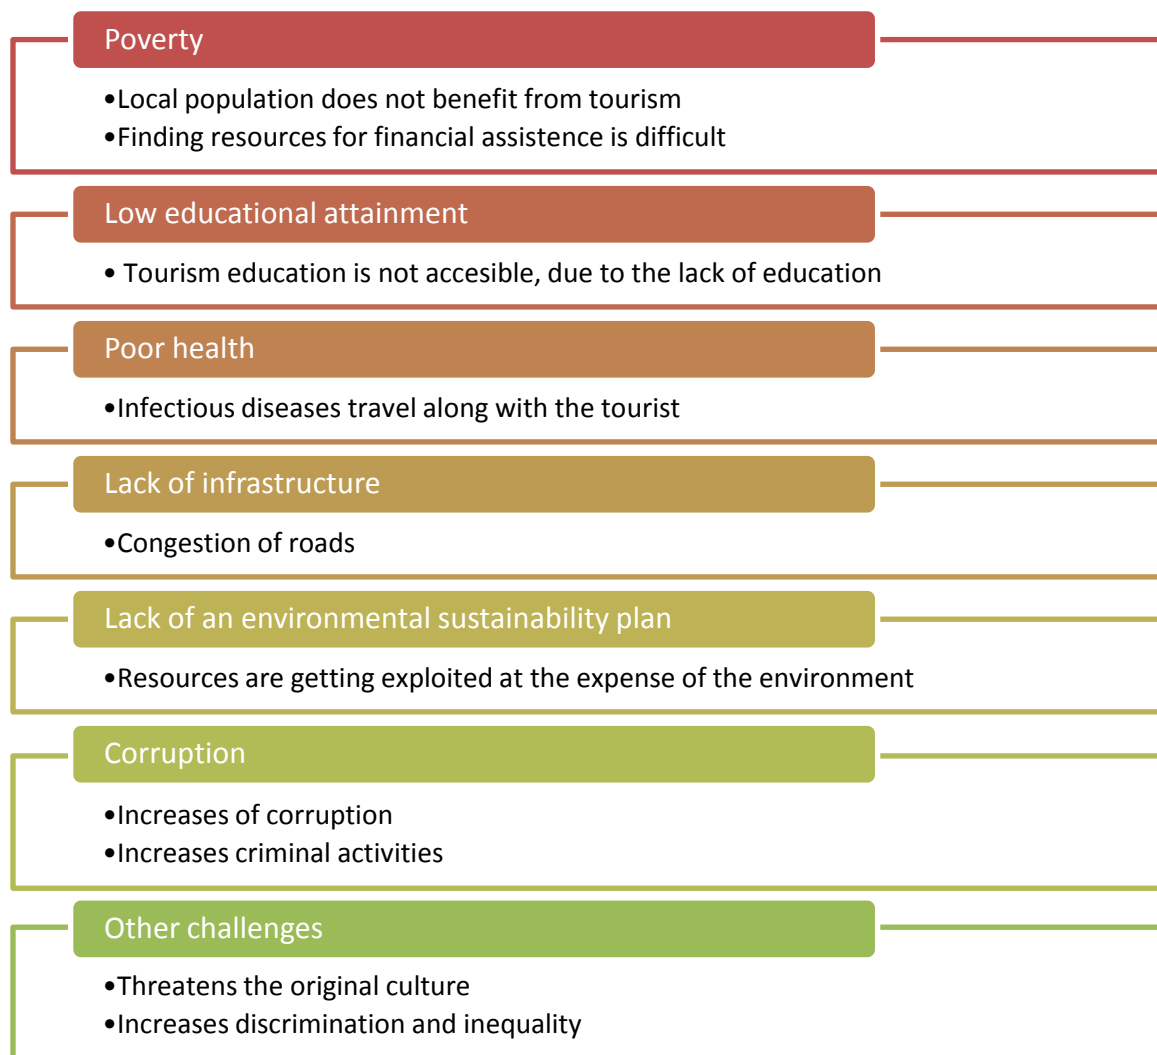 Poverty
•Local population does not benefit from tourism
•Finding resources for financial assistence is difficult
Low educational attainment
• Tourism education is not accesible, due to the lack of education
Poor health
•Infectious diseases travel along with the tourist
Lack of infrastructure
•Congestion of roads
Lack of an environmental sustainability plan
•Resources are getting exploited at the expense of the environment
Corruption
•Increases of corruption
•Increases criminal activities
Other challenges
•Threatens the original culture
•Increases discrimination and inequality